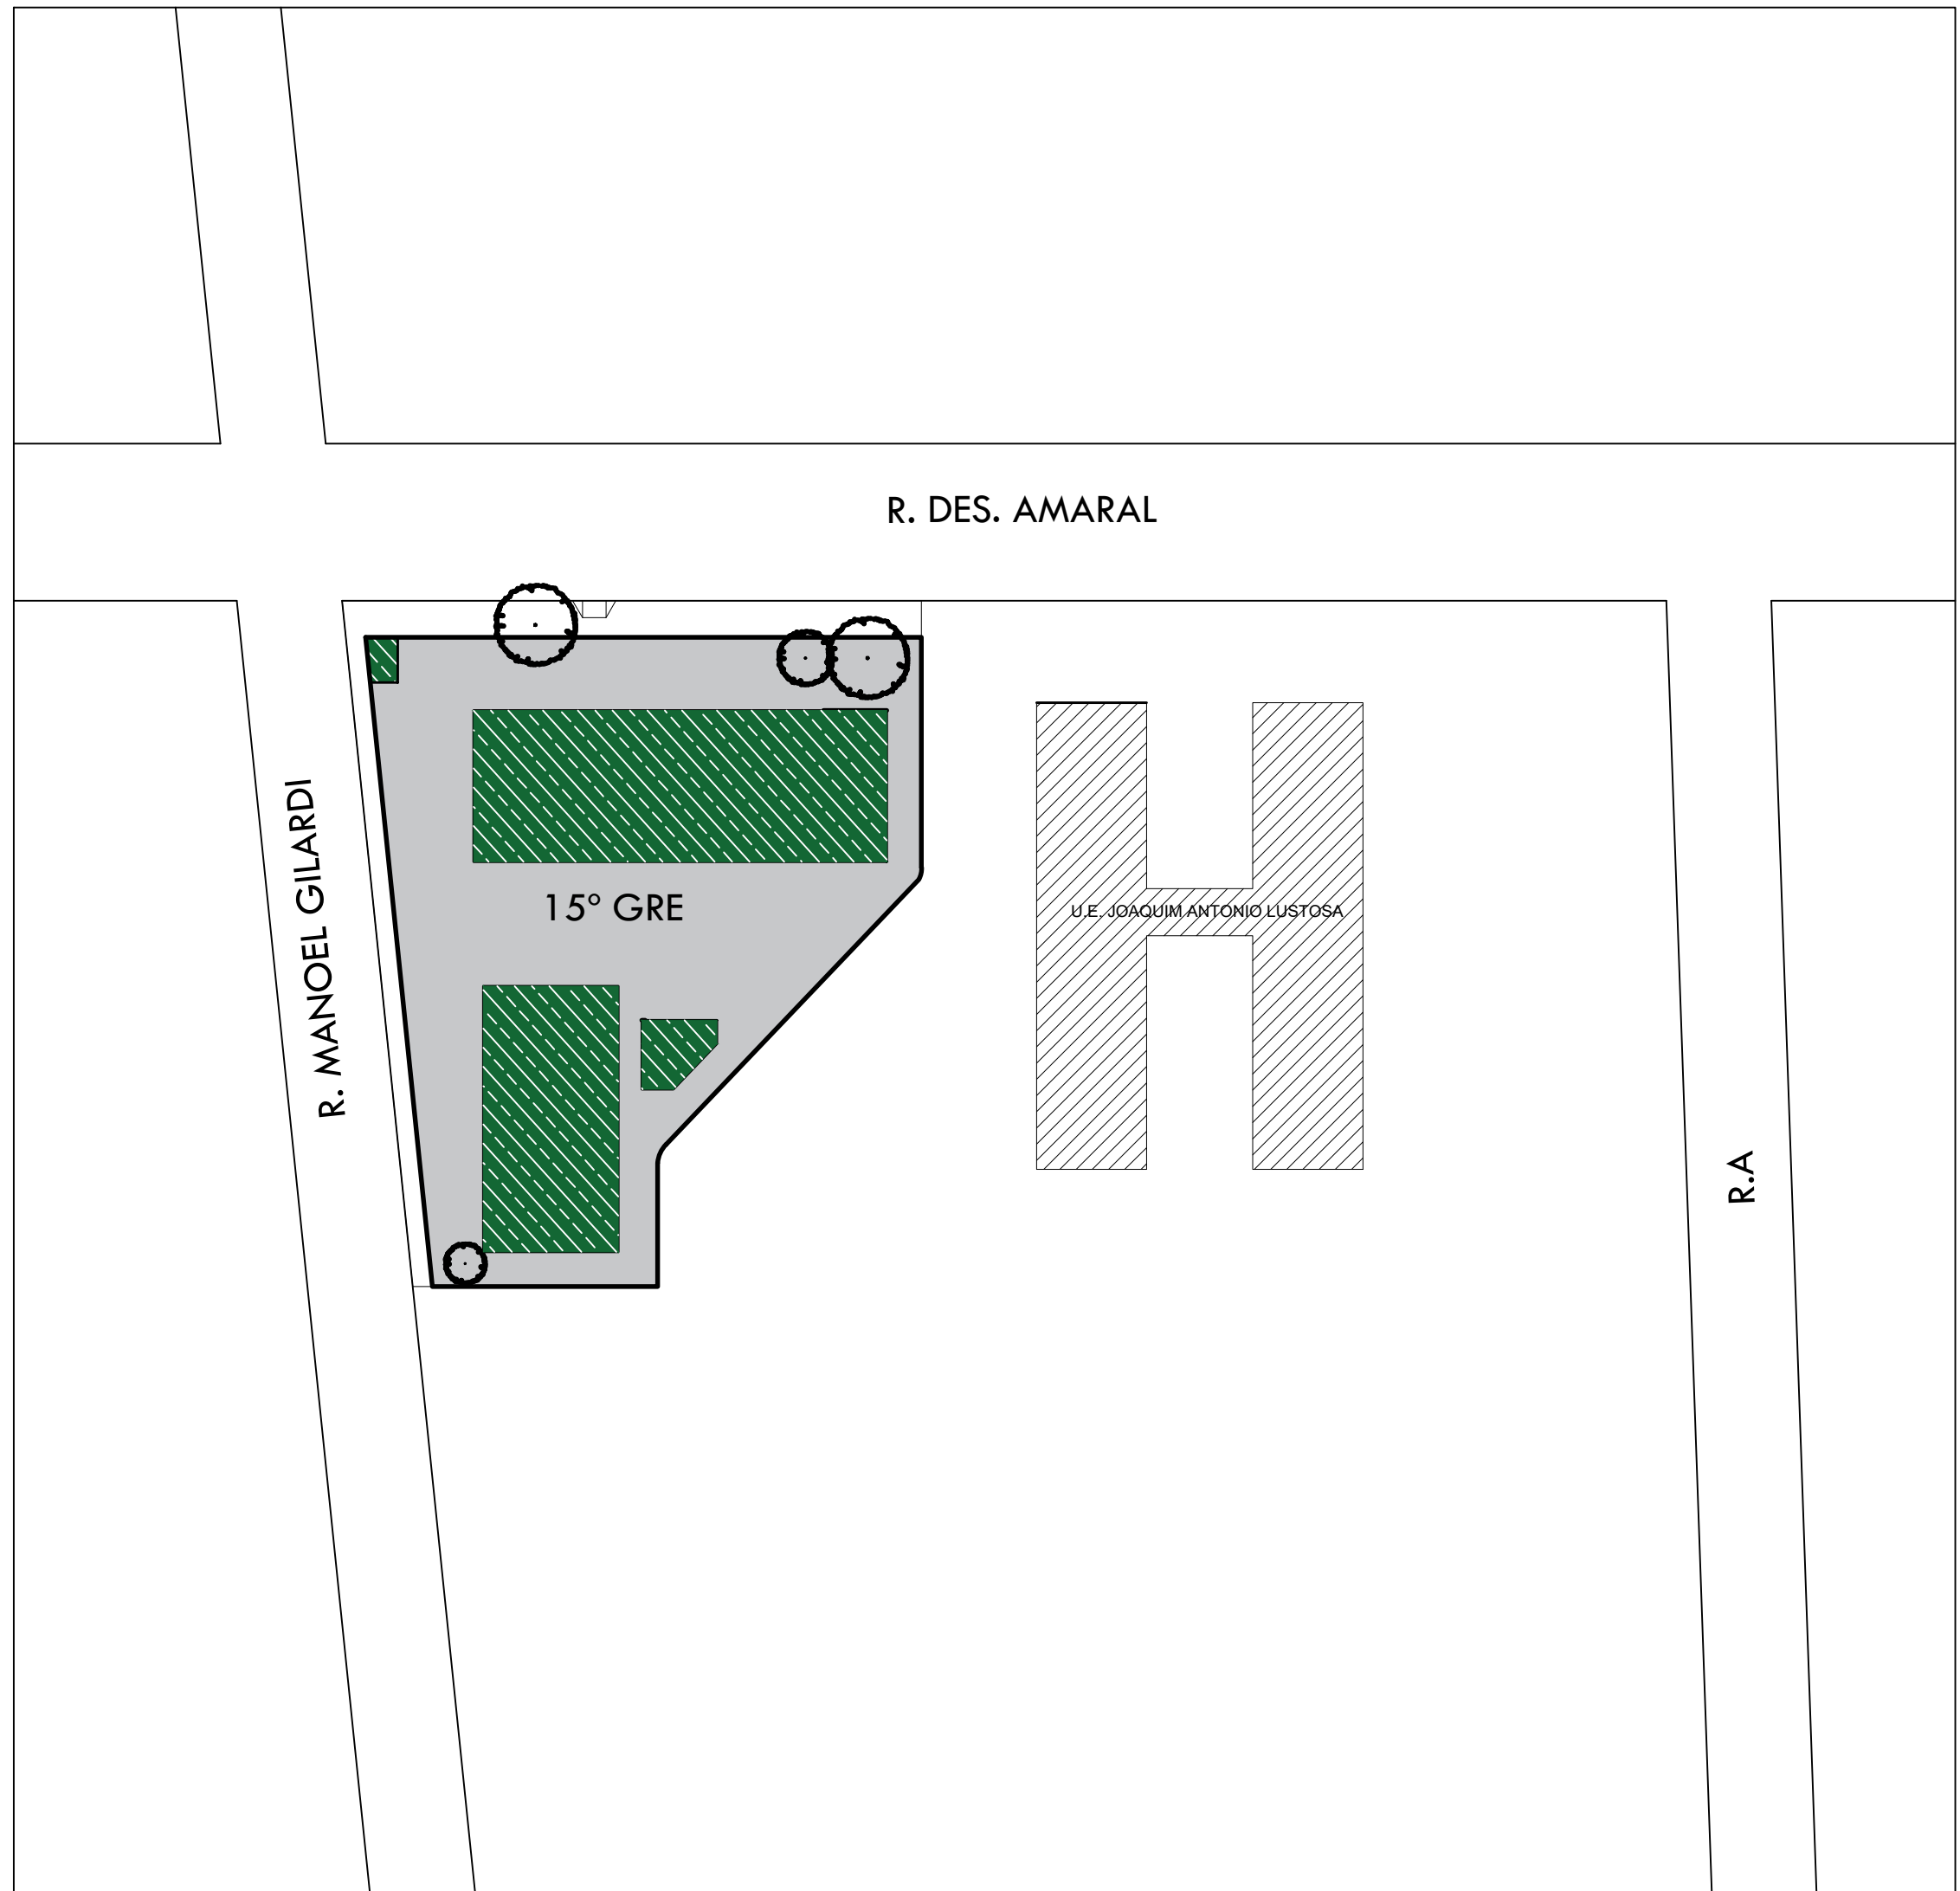 R. DES. AMARAL
R. MANOEL GILARDI
15° GRE
U.E. JOAQUIM ANTONIO LUSTOSA
R.A